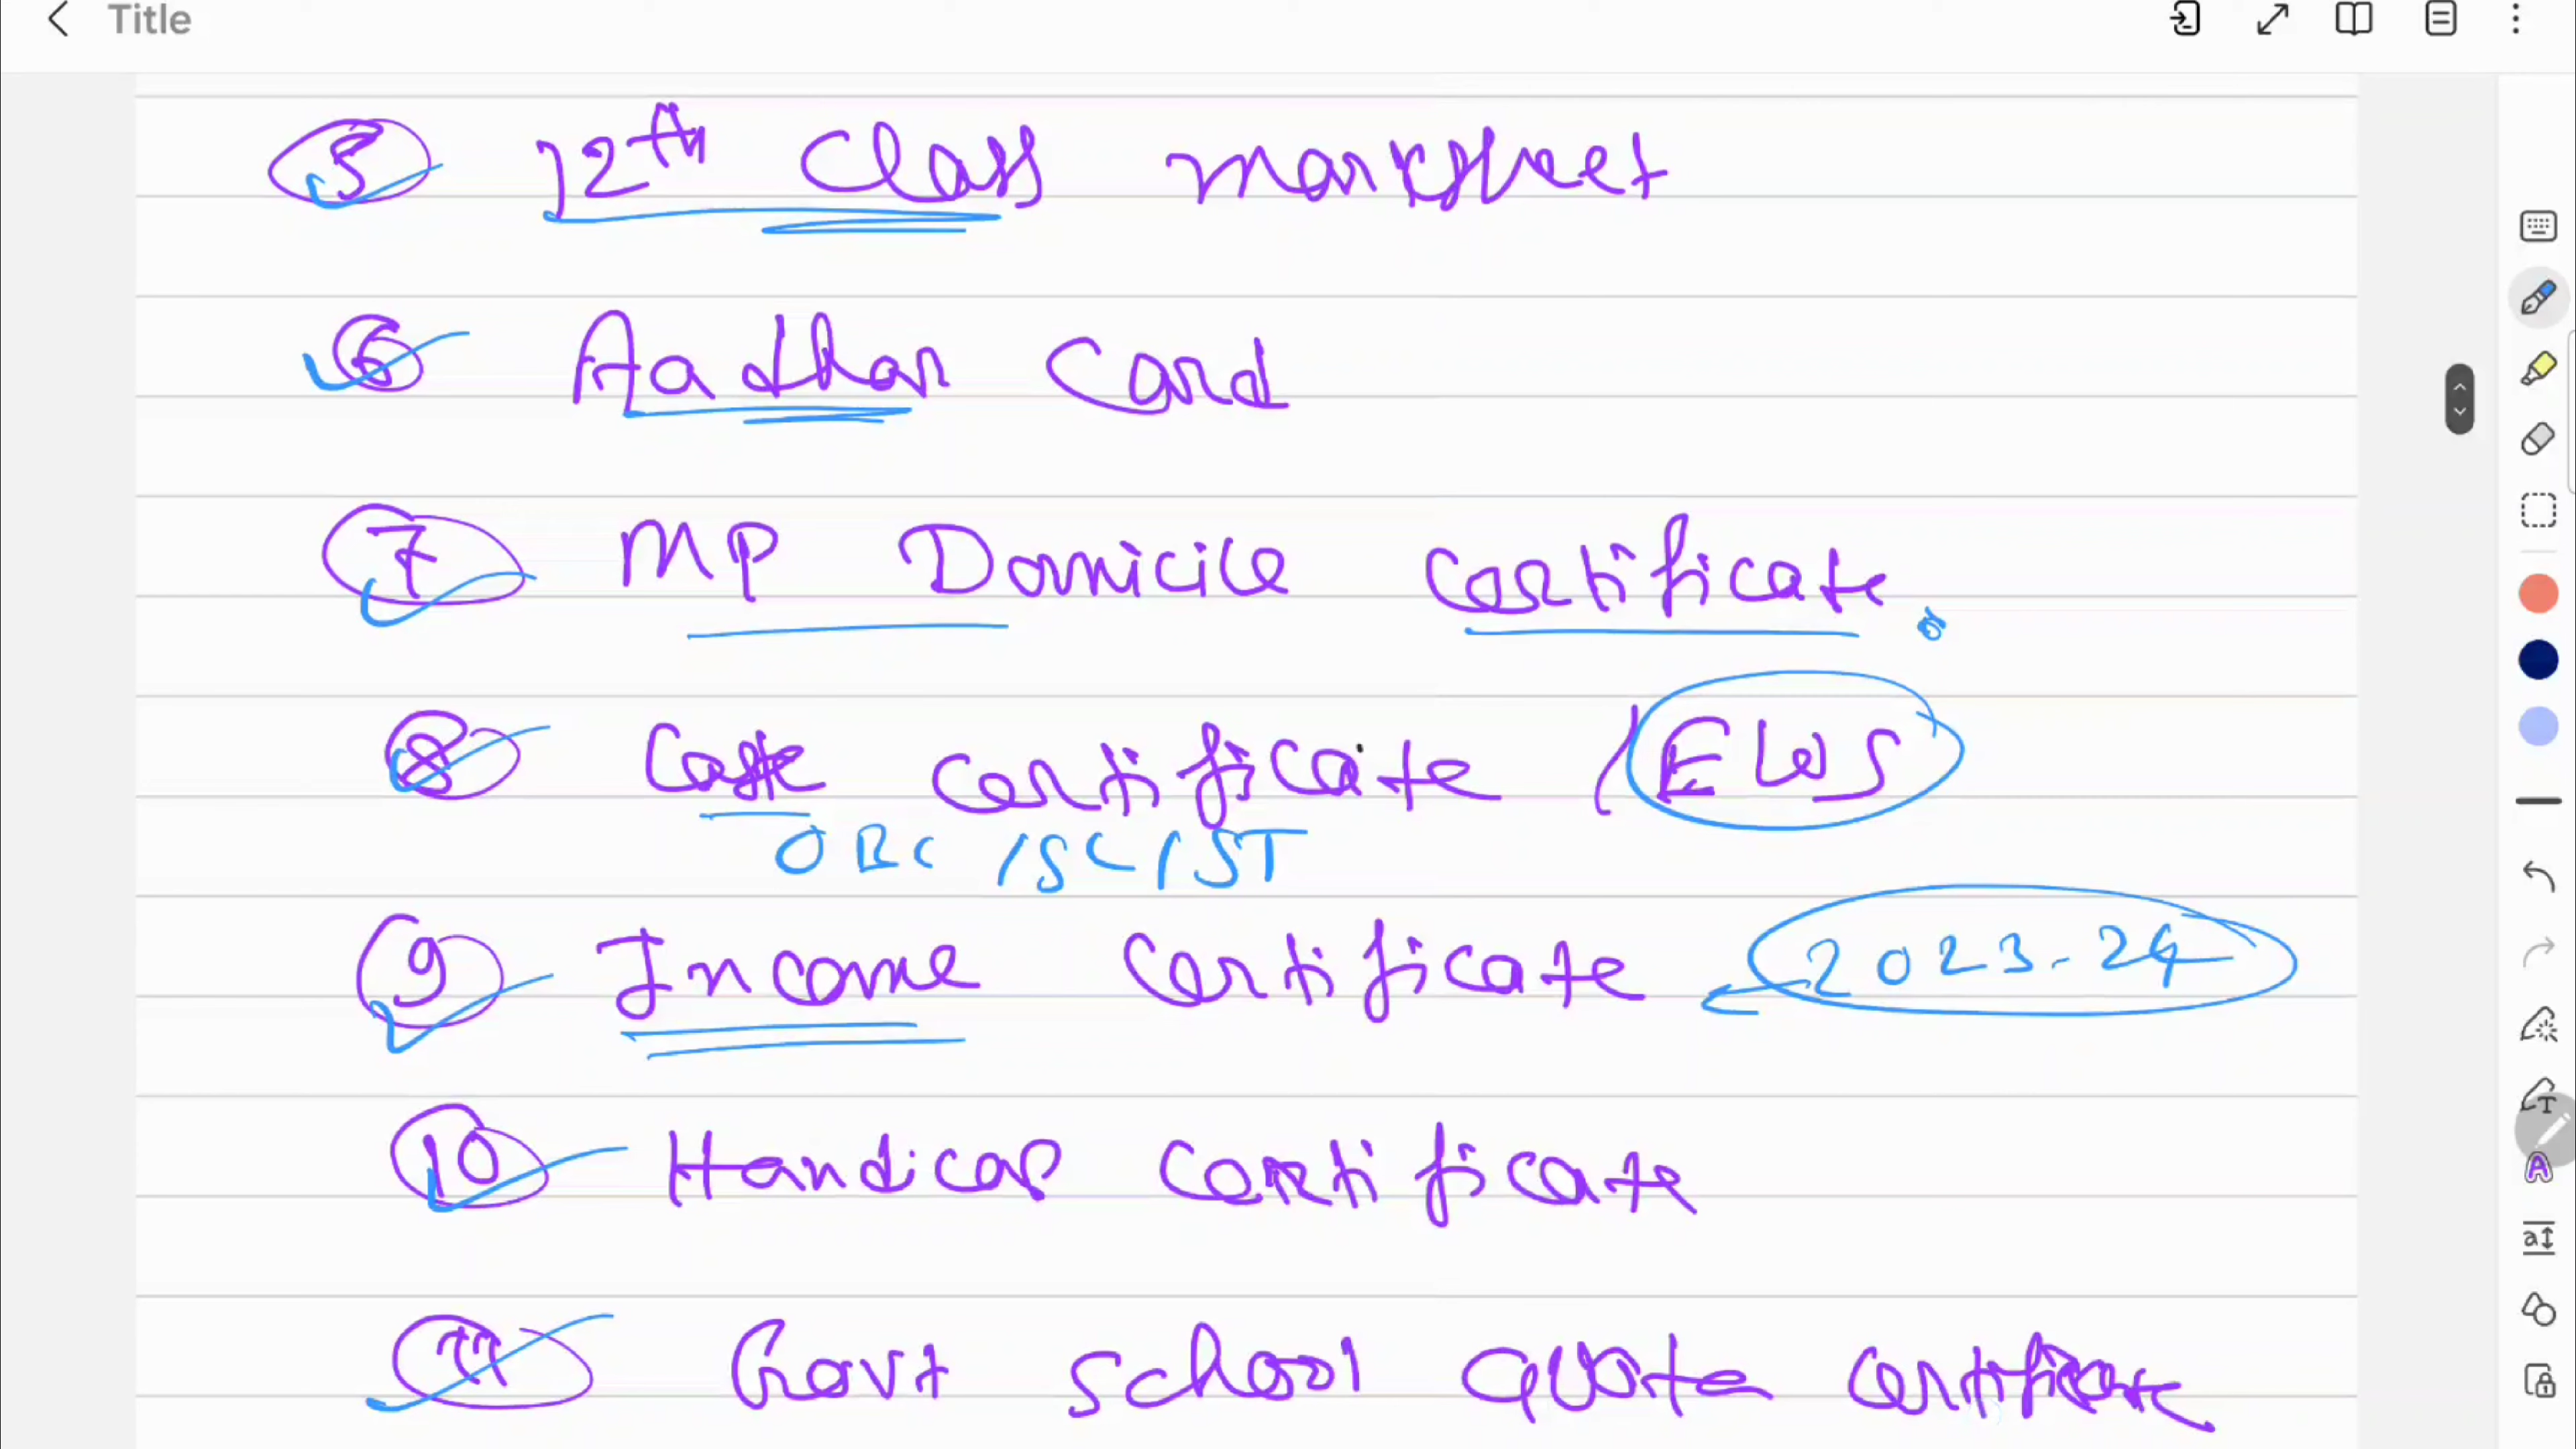 Title
5 12th Class marksheet
6 Aadhar Card
7 MP Domicile Certificate.
8 Caste Certificate (EWS
OBC /SC/ST
9 Income Certificate 2023-24
10 Handicap Certificate
11 Govt School quota Certificate